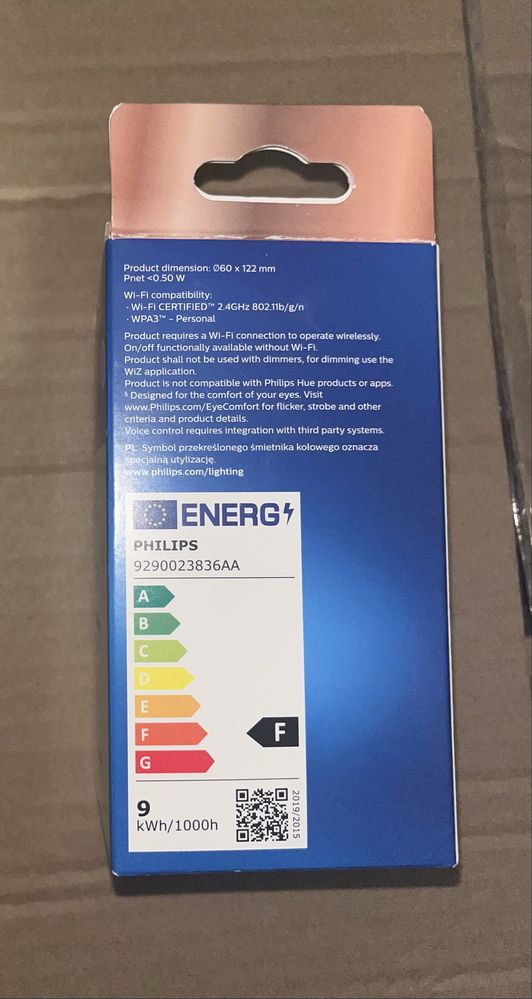 Product dimension: Ø60 x 122 mm
Pnet <0.50 W
Wi-Fi compatibility:
· Wi-Fi CERTIFIED™ 2.4GHz 802.11b/g/n
· WPA3™ - Personal
Product requires a Wi-Fi connection to operate wirelessly.
On/off functionally available without Wi-Fi.
Product shall not be used with dimmers, for dimming use the
WiZ application.
Product is not compatible with Philips Hue products or apps.
§ Designed for the comfort of your eyes. Visit
www.Philips.com/EyeComfort for flicker, strobe and other
criteria and product details.
Voice control requires integration with third party systems.
PL Symbol przekreślonego śmietnika kołowego oznacza
specjalną utylizację.
www.philips.com/lighting
ENERG
PHILIPS
9290023836AA
A
B
C
D
E
F
F
G
9
kWh/1000h
2019/2015